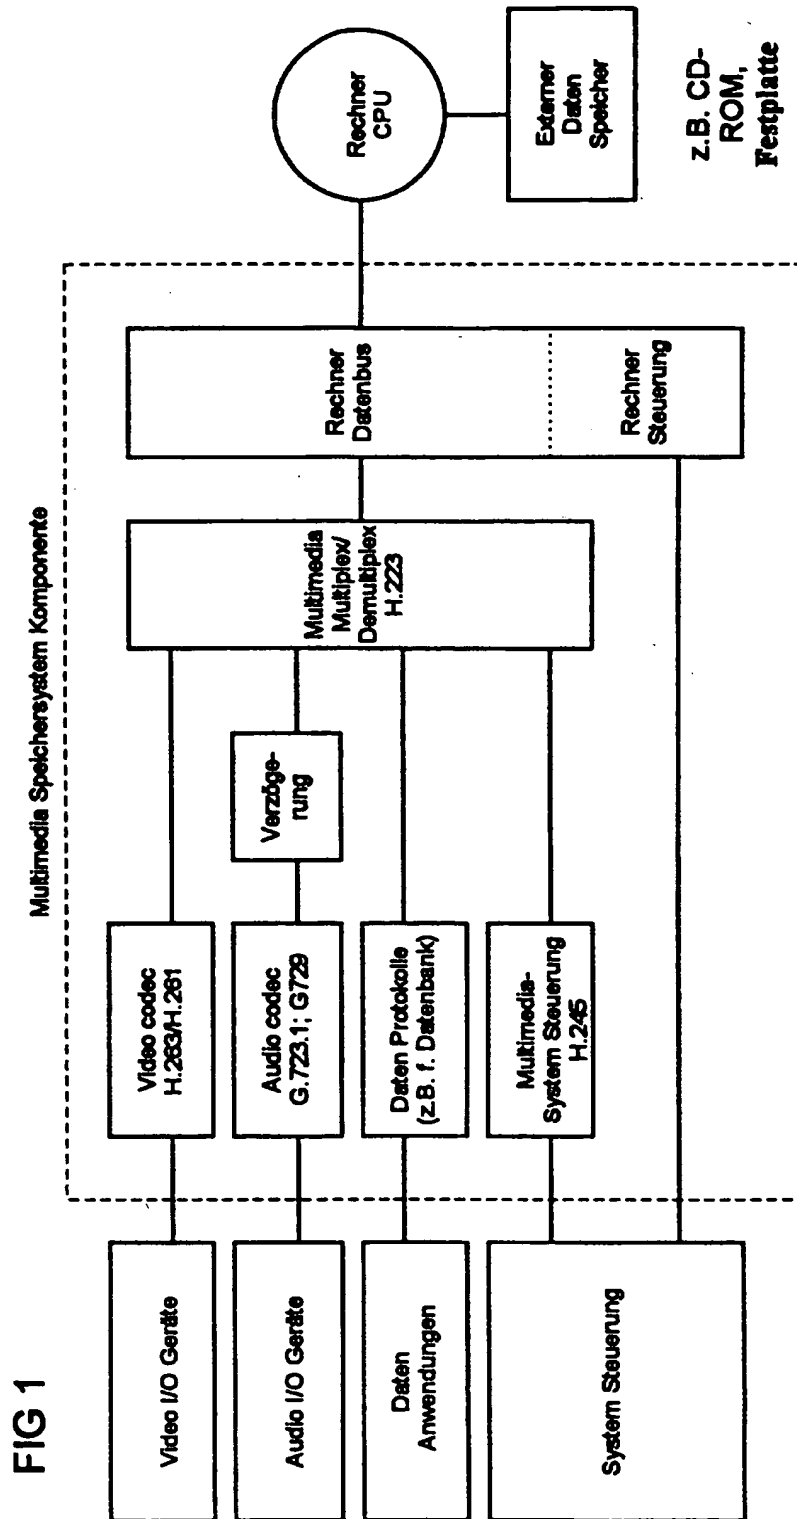 FIG 1
Multimedia Speichersystem Komponente
Video I/O Geräte
Video codec
H.263/H.261
Audio I/O Geräte
Audio codec
G.723.1; G729
Verzöge-
rung
Daten
Anwendungen
Daten Protokolle
(z.B. f. Datenbank)
System Steuerung
Multimedia-
System Steuerung
H.245
Multimedia
Multiplex/
Demultiplex
H.223
Rechner
Datenbus
Rechner
Steuerung
Rechner
CPU
Externer
Daten
Speicher
z.B. CD-
ROM,
Festplatte